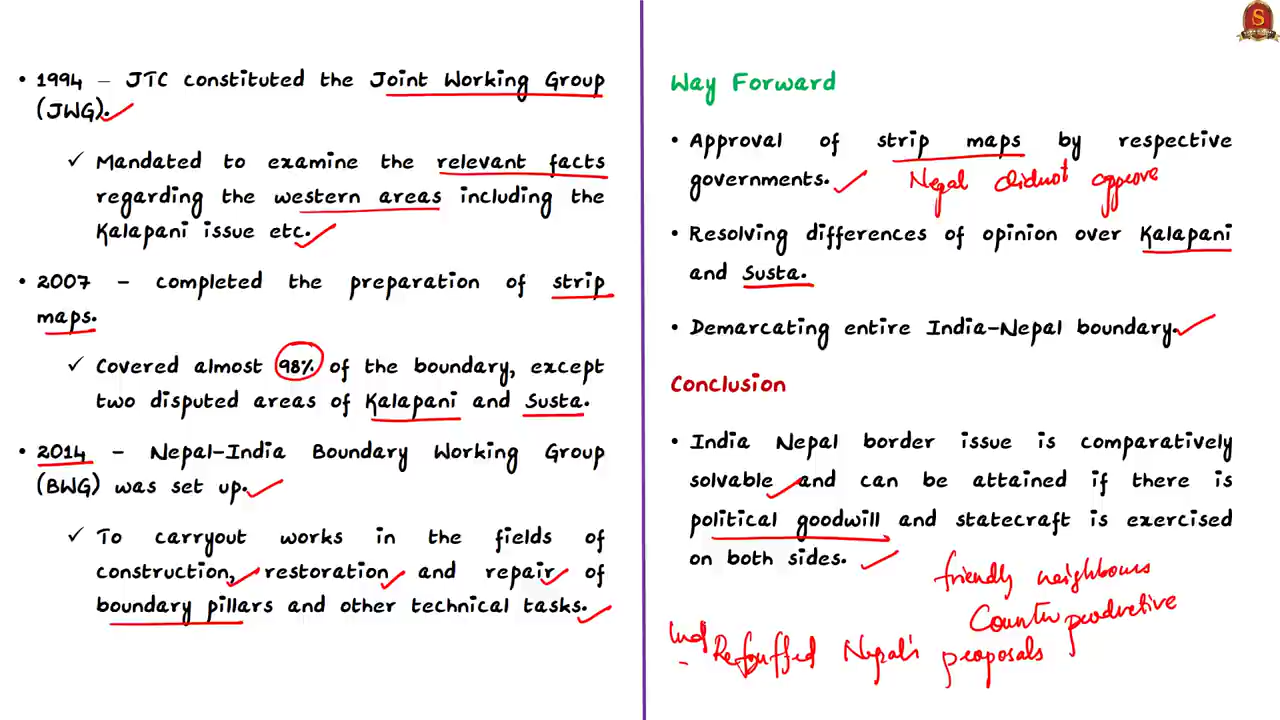 • 1994 – JTC constituted the Joint Working Group
(JWG).
✓ Mandated to examine the relevant facts
regarding the western areas including the
Kalapani issue etc.
• 2007 – completed the preparation of strip
maps.
✓ Covered almost 98% of the boundary, except
two disputed areas of Kalapani and Susta.
• 2014 – Nepal-India Boundary Working Group
(BWG) was set up.
✓ To carryout works in the fields of
construction, restoration and repair of
boundary pillars and other technical tasks.
S
Way Forward
• Approval of strip maps by respective
governments.
Nepal didnot approve
• Resolving differences of opinion over Kalapani
and Susta.
• Demarcating entire India-Nepal boundary.
Conclusion
• India Nepal border issue is comparatively
solvable and can be attained if there is
political goodwill and statecraft is exercised
on both sides.
friendly neighbours
Counter productive
Ind
- Rebuffed Nepal's proposals